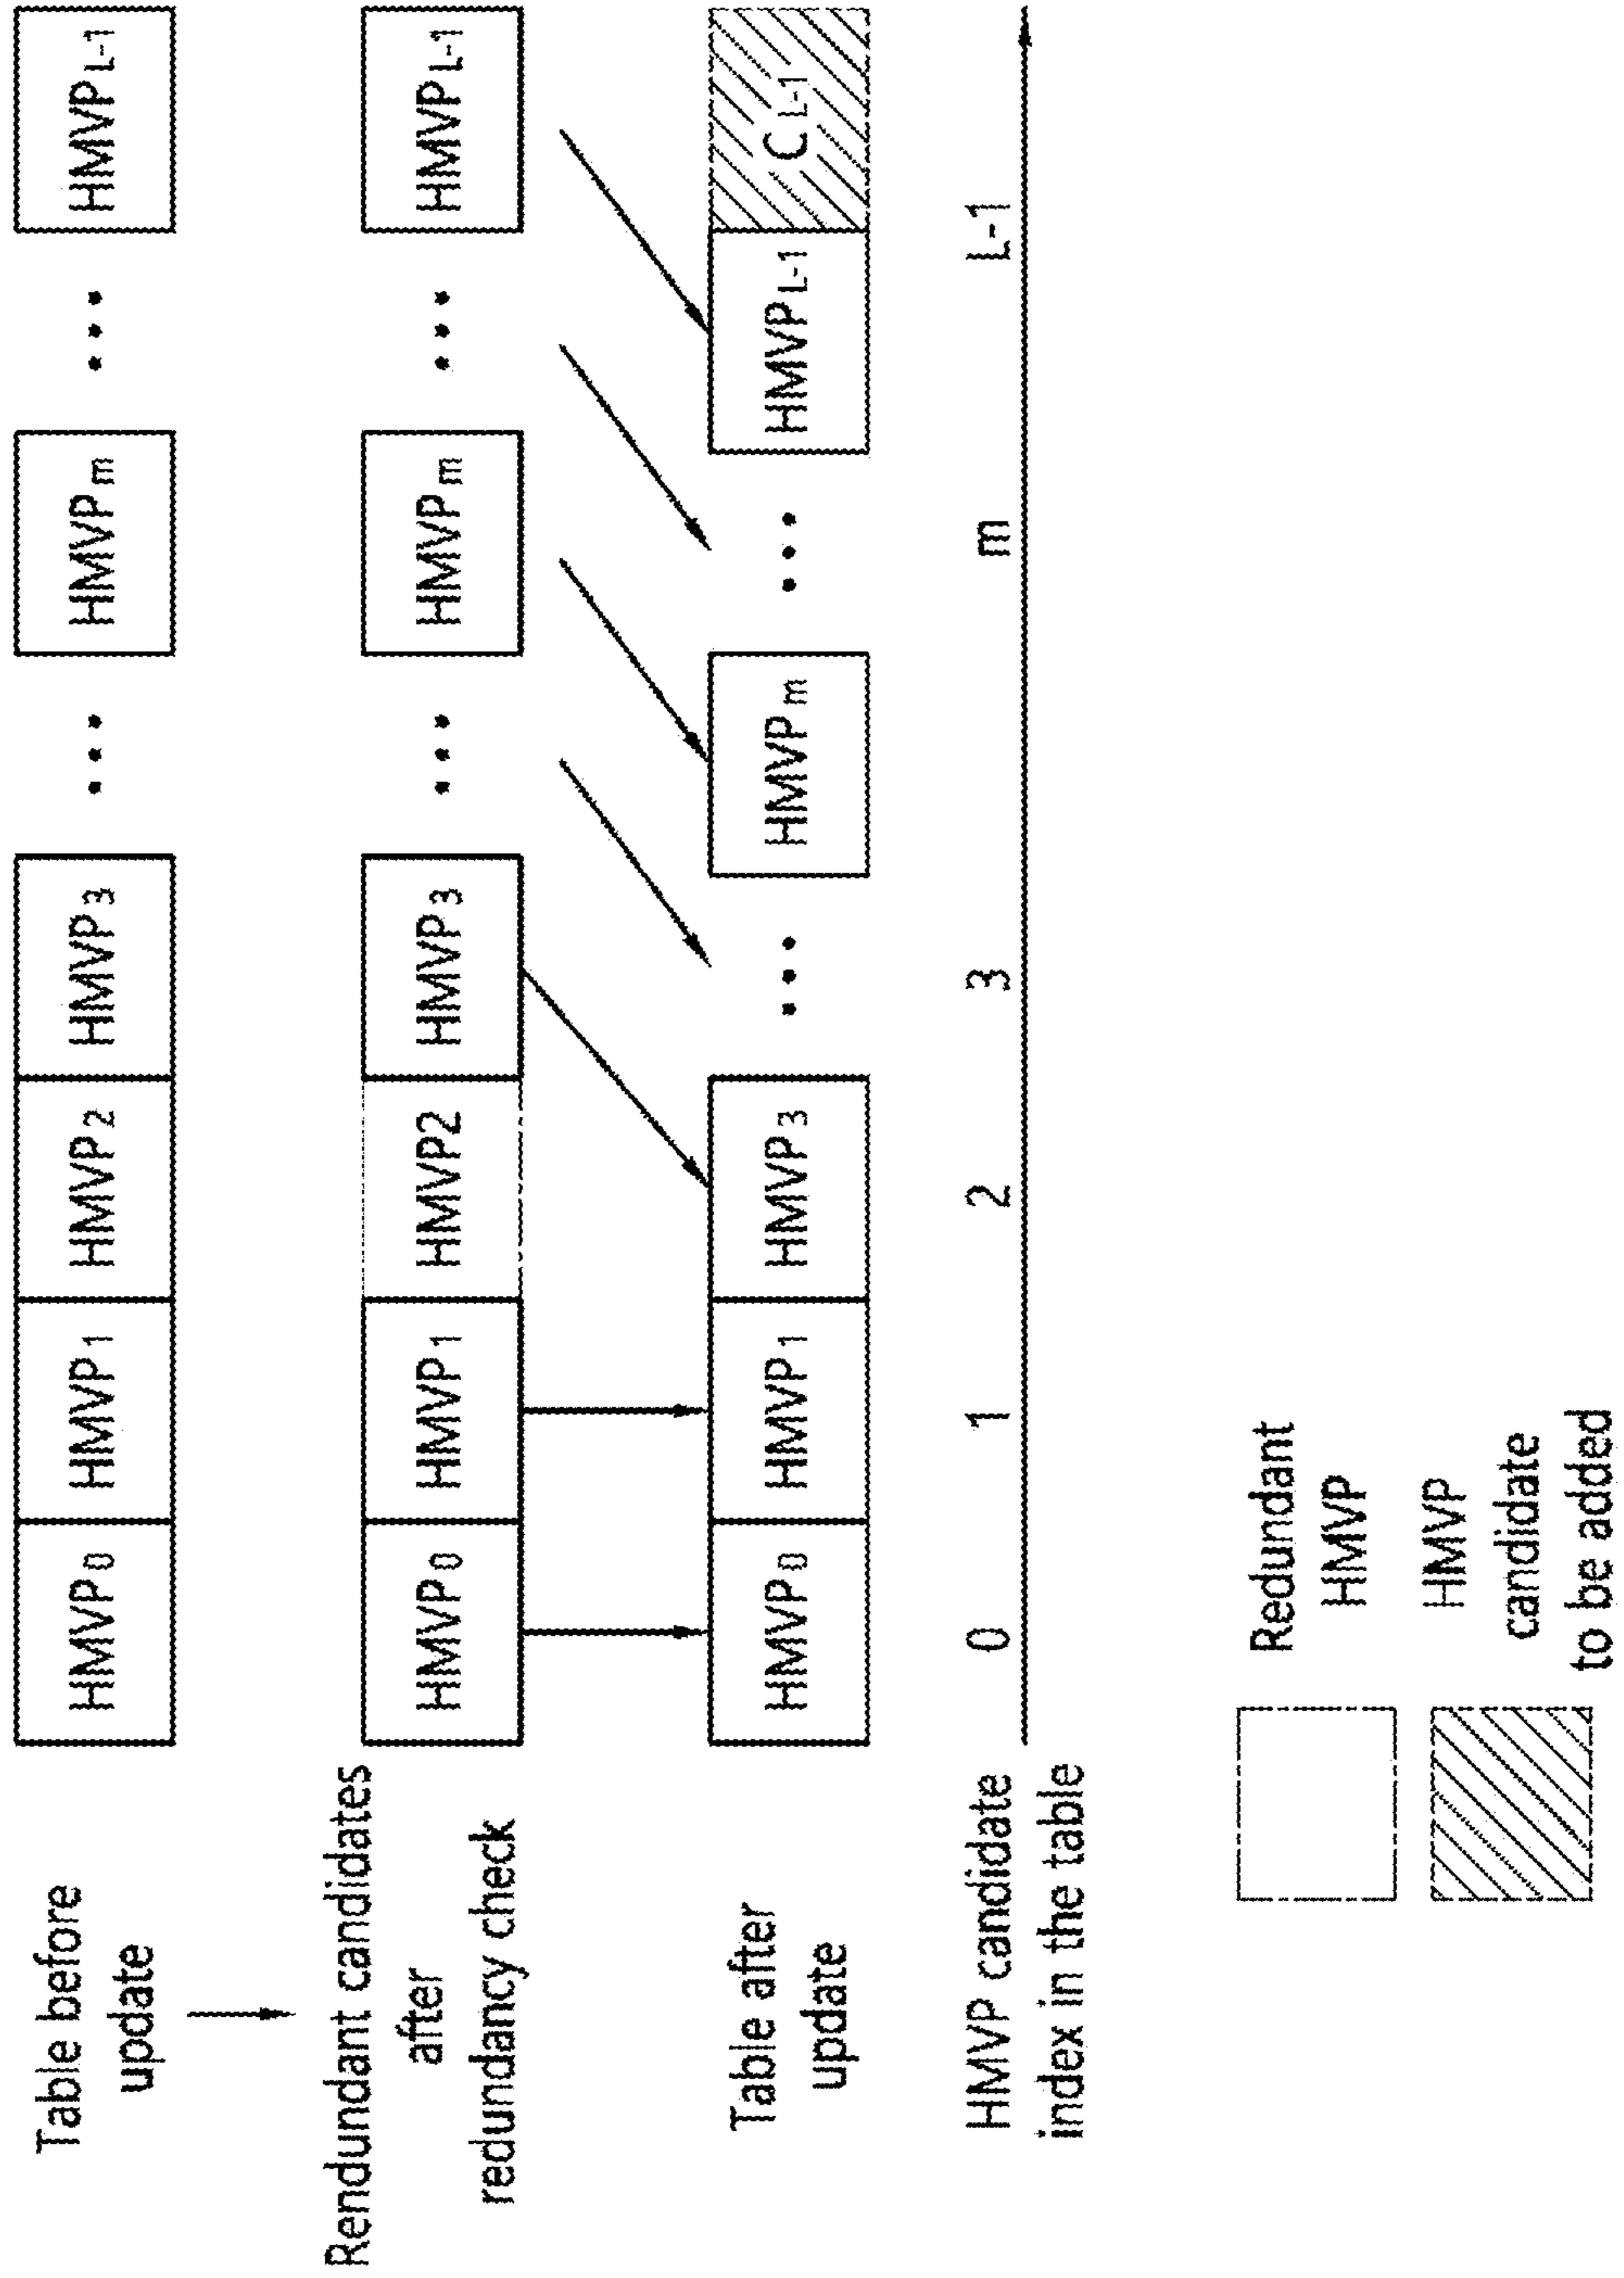 Table before
update
HMVP0 HMVP1 HMVP2 HMVP3 ••• HMVPm ••• HMVPL-1
Rendundant candidates
after
redundancy check
HMVP0 HMVP1 HMVP2 HMVP3 ••• HMVPm ••• HMVPL-1
Table after
update
HMVP0 HMVP1 HMVP3 ••• HMVPm ••• HMVPL-1 CL-1
HMVP candidate
index in the table
0 1 2 3 m L-1
Redundant
HMVP
HMVP
candidate
to be added